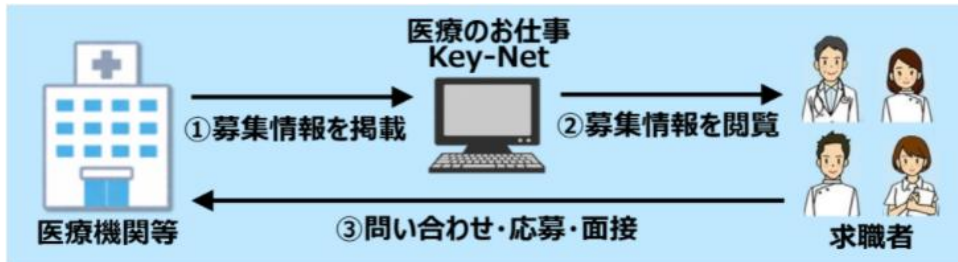 医療のお仕事
Key-Net
①募集情報を掲載
②募集情報を閲覧
医療機関等
③問い合わせ・応募・面接
求職者